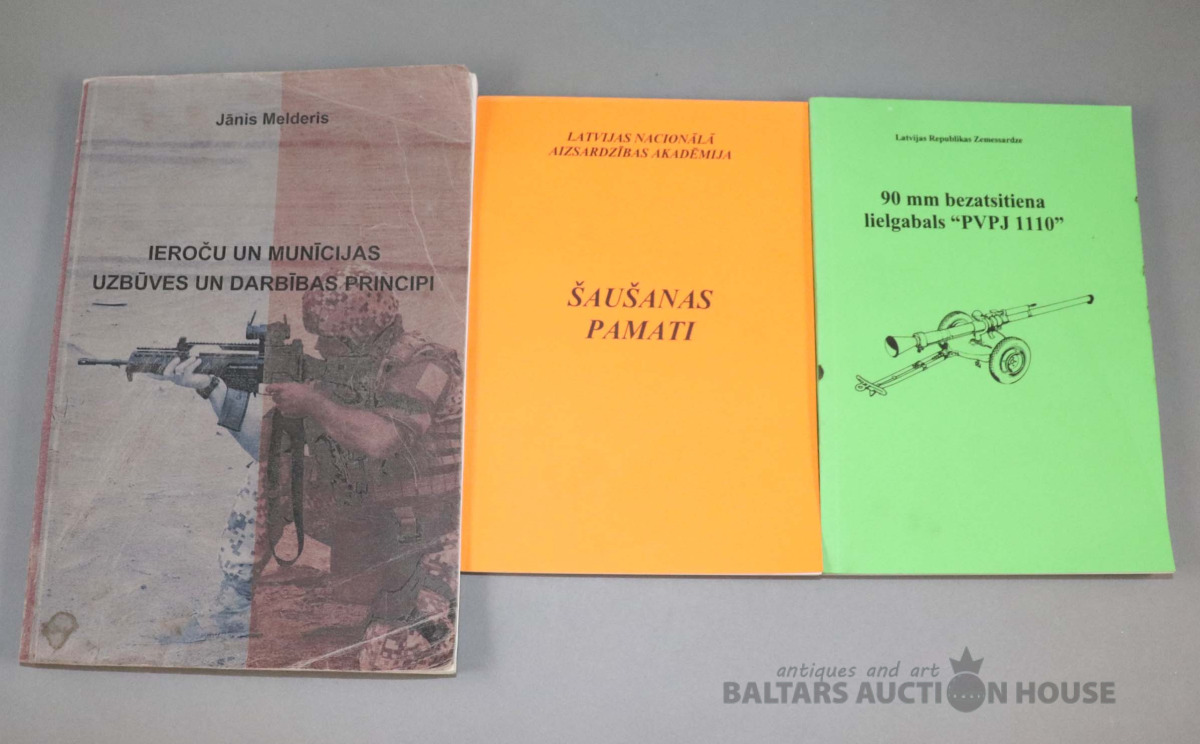 Jānis Melderis
IEROČU UN MUNĪCIJAS
UZBŪVES UN DARBĪBAS PRINCIPI
LATVIJAS NACIONĀLĀ
AIZSARDZĪBAS AKADĒMIJA
ŠAUŠANAS
PAMATI
Latvijas Republikas Zemessardze
90 mm bezatsitiena
lielgabals “PVPJ 1110”
antiques and art
BALTARS AUCTION HOUSE